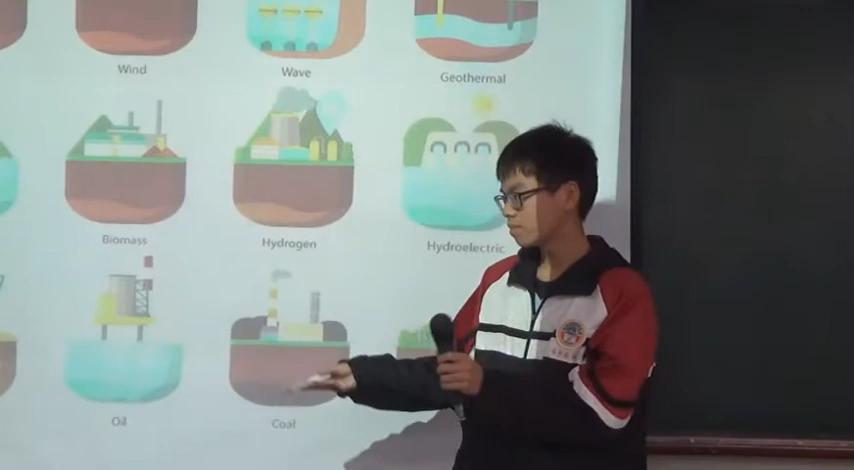 Wind
Wave
Geothermal
Biomass
Hydrogen
Hydroelectric
Oil
Coal